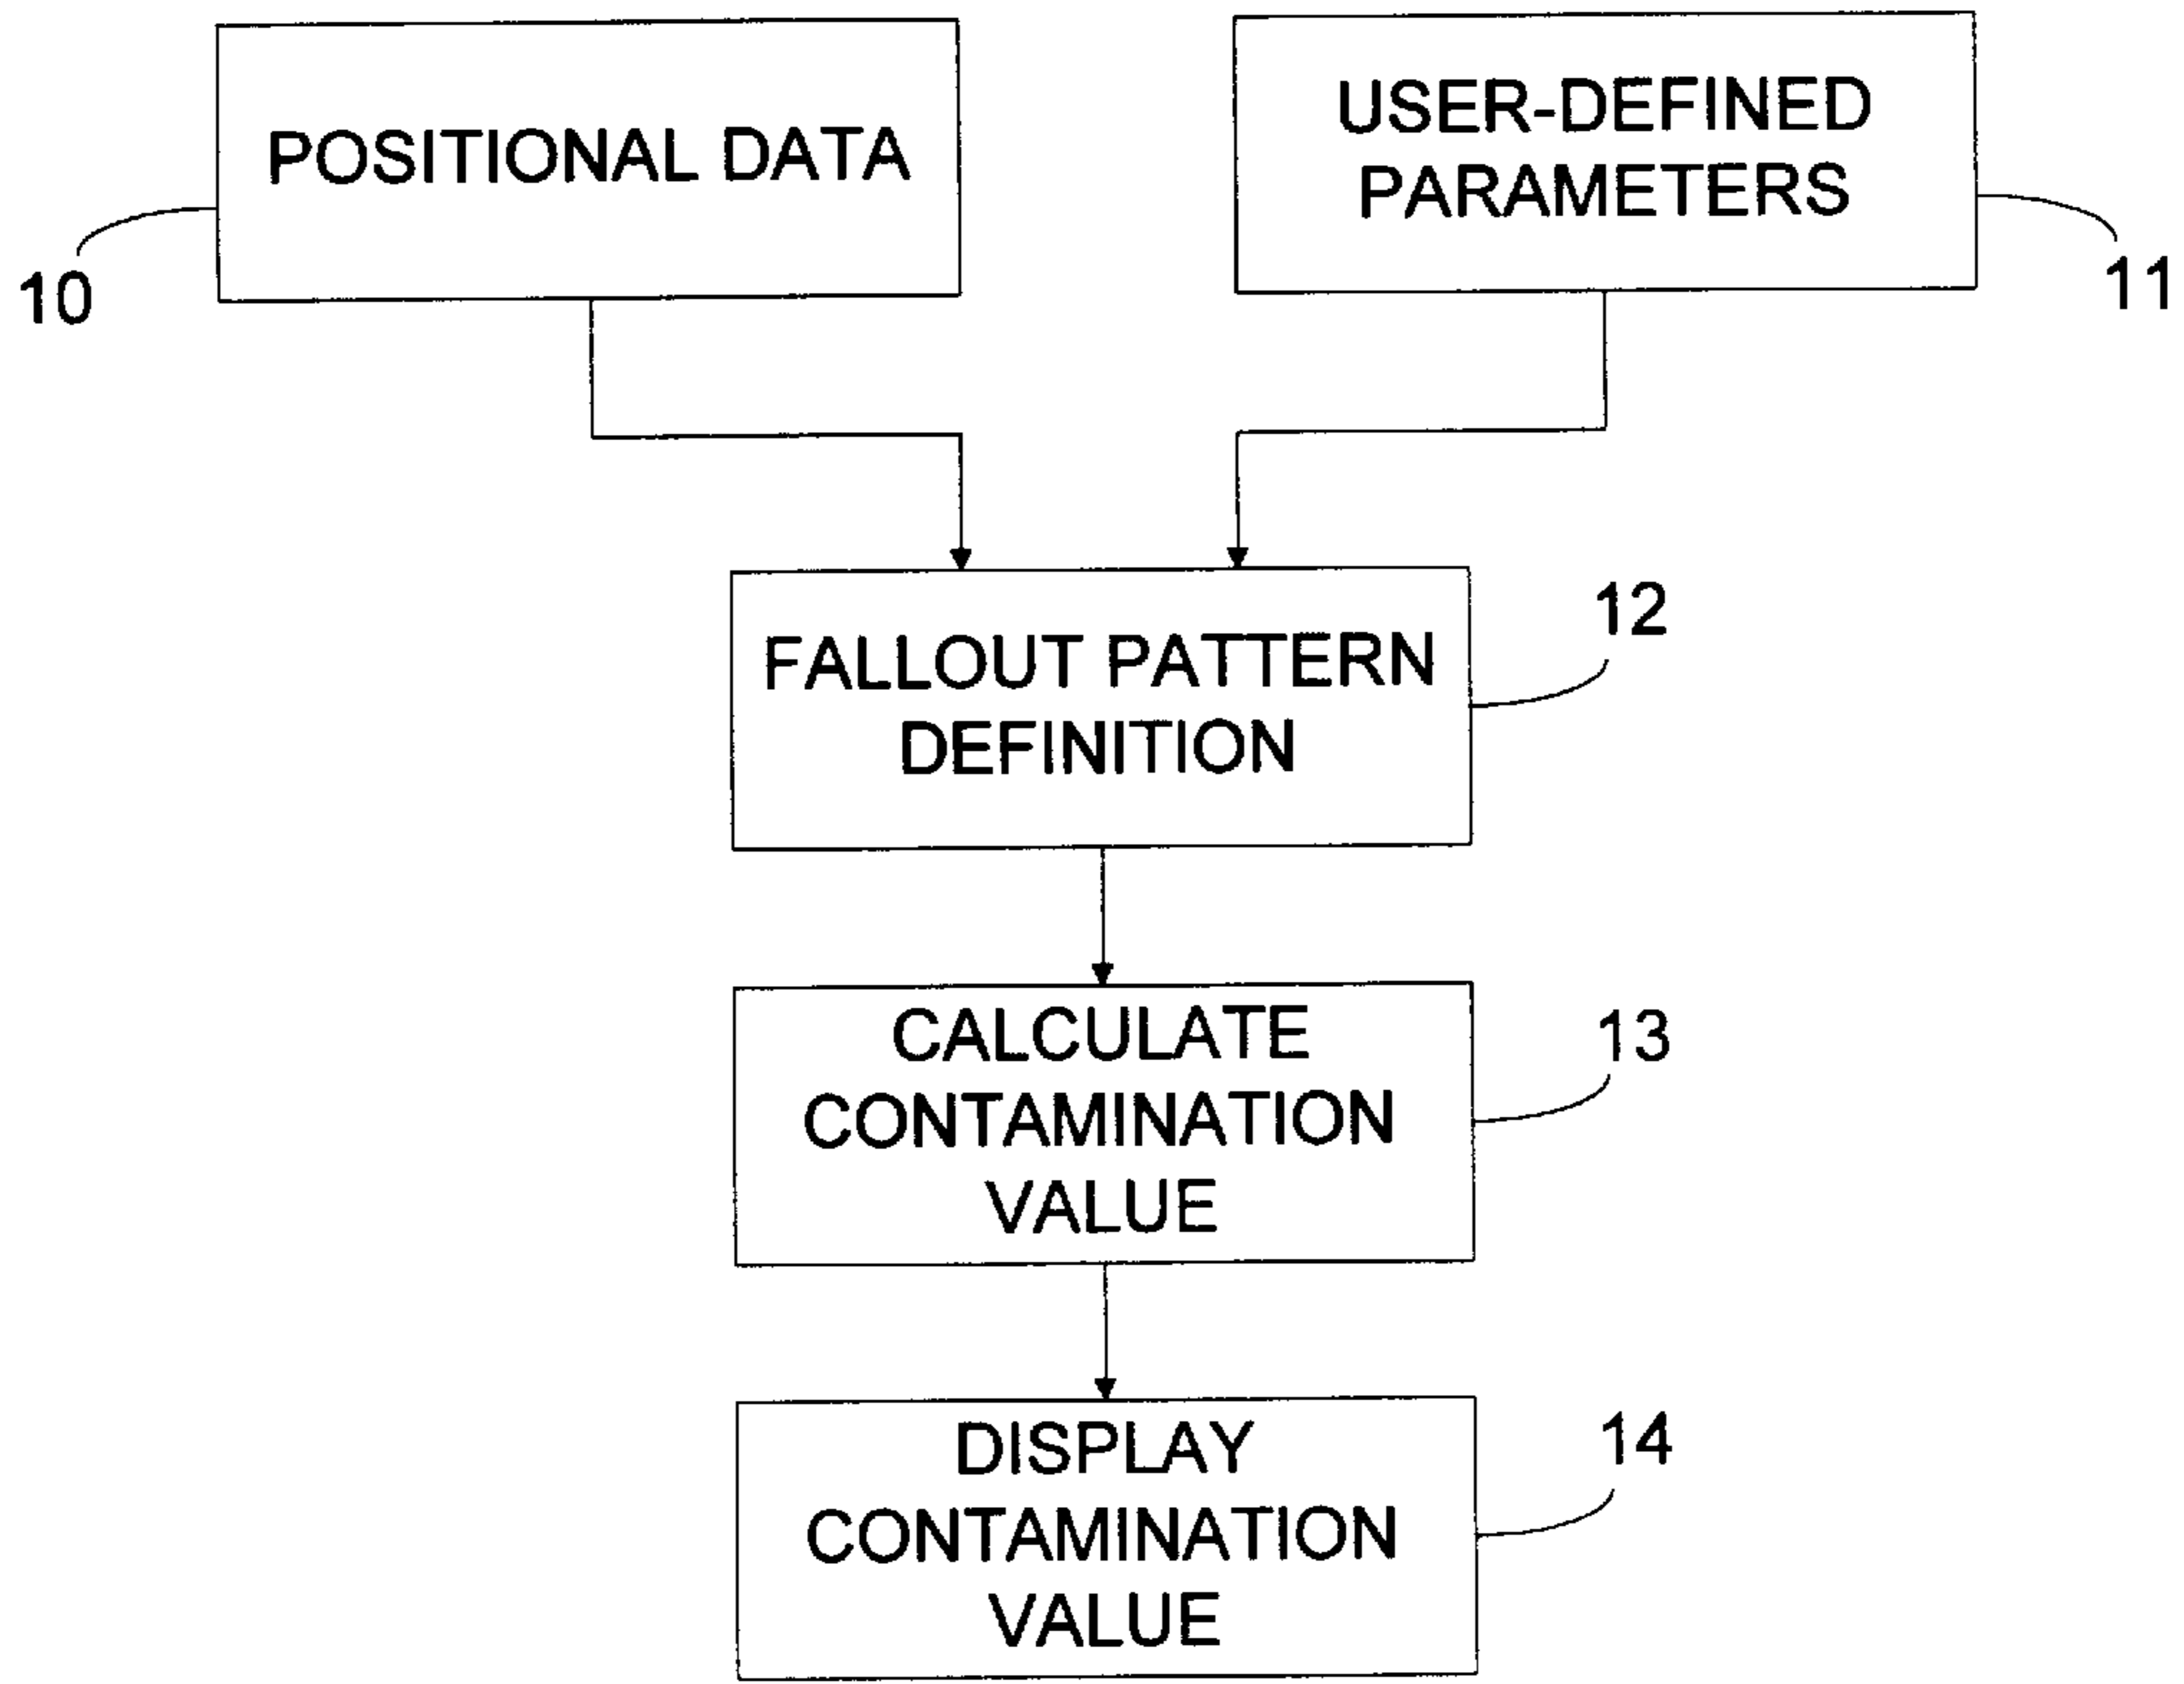 POSITIONAL DATA
10
USER-DEFINED
PARAMETERS
11
FALLOUT PATTERN
DEFINITION
12
CALCULATE
CONTAMINATION
VALUE
13
DISPLAY
CONTAMINATION
VALUE
14